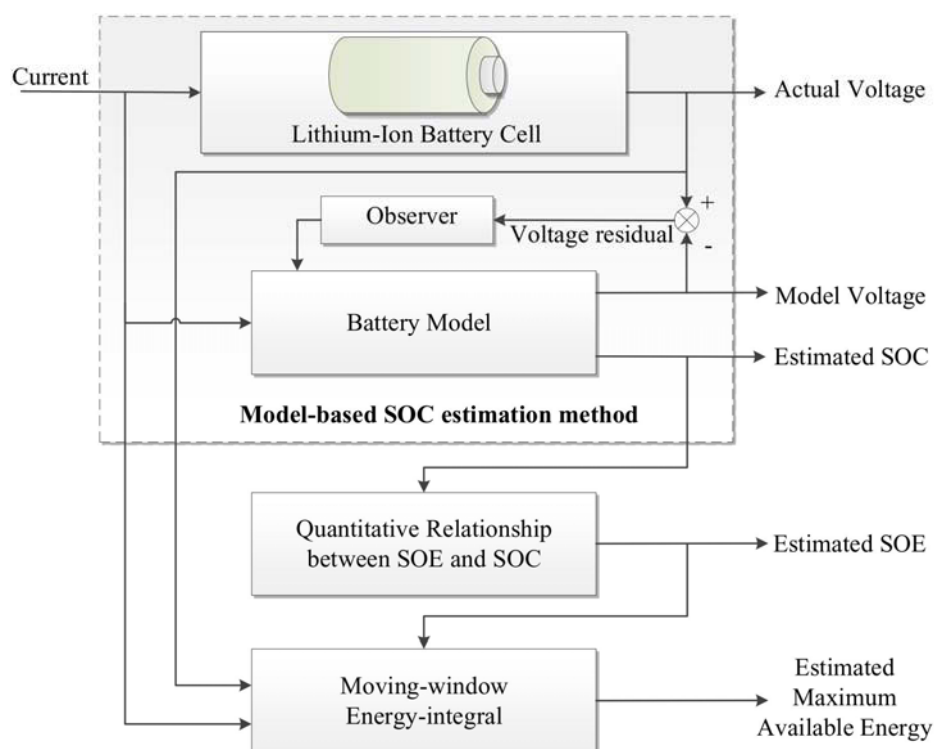 Current
Actual Voltage
Lithium-Ion Battery Cell
+
Observer
Voltage residual
-
Model Voltage
Battery Model
Estimated SOC
Model-based SOC estimation method
Quantitative Relationship
between SOE and SOC
Estimated SOE
Moving-window
Energy-integral
Estimated
Maximum
Available Energy